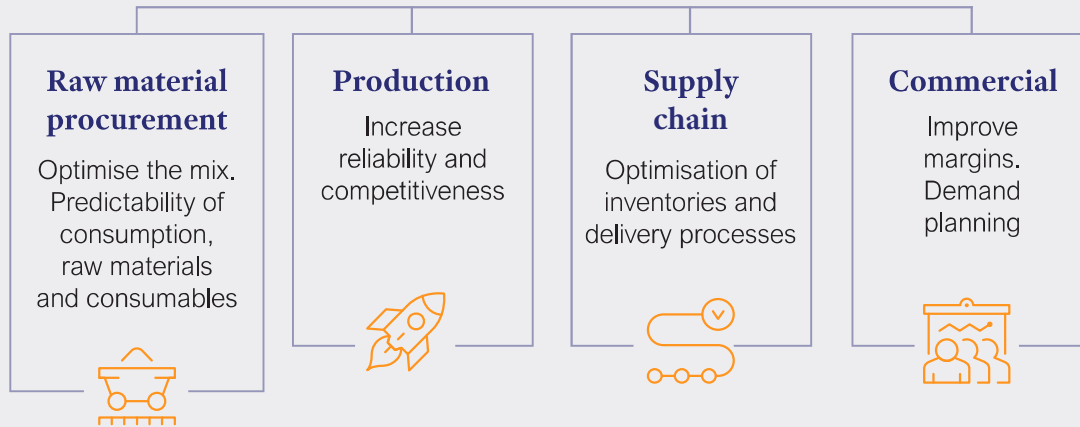 Raw material
procurement
Optimise the mix.
Predictability of
consumption,
raw materials
and consumables
Production
Increase
reliability and
competitiveness
Supply
chain
Optimisation of
inventories and
delivery processes
Commercial
Improve
margins.
Demand
planning